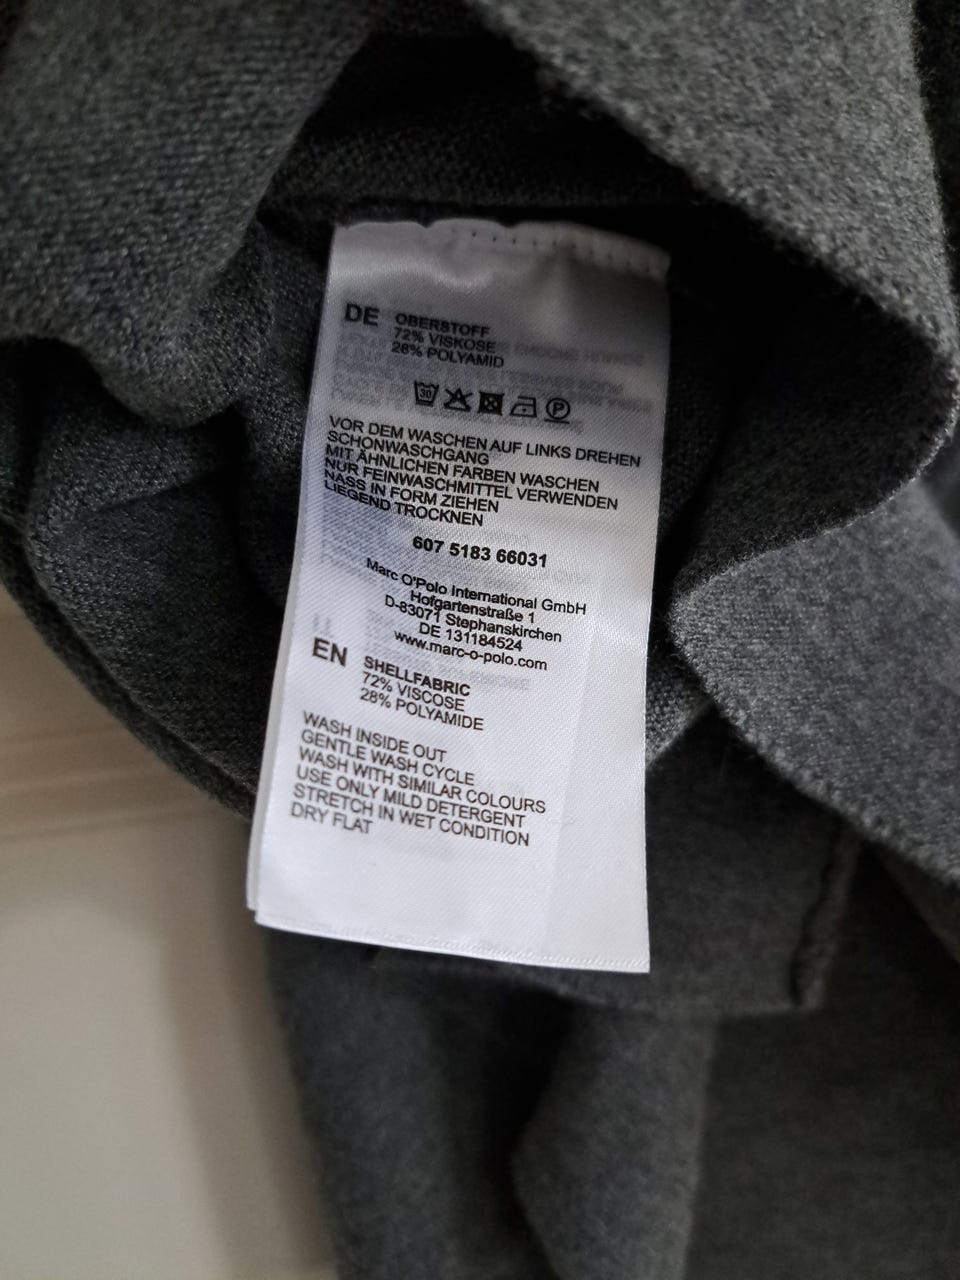 DE
OBERSTOFF
72% VISKOSE
28% POLYAMID
30
P
VOR DEM WASCHEN AUF LINKS DREHEN
SCHONWASCHGANG
MIT ÄHNLICHEN FARBEN WASCHEN
NUR FEINWASCHMITTEL VERWENDEN
NASS IN FORM ZIEHEN
LIEGEND TROCKNEN
607 5183 66031
Marc O'Polo International GmbH
Hofgartenstraße 1
D-83071 Stephanskirchen
DE 131184524
www.marc-o-polo.com
EN
SHELLFABRIC
72% VISCOSE
28% POLYAMIDE
WASH INSIDE OUT
GENTLE WASH CYCLE
WASH WITH SIMILAR COLOURS
USE ONLY MILD DETERGENT
STRETCH IN WET CONDITION
DRY FLAT